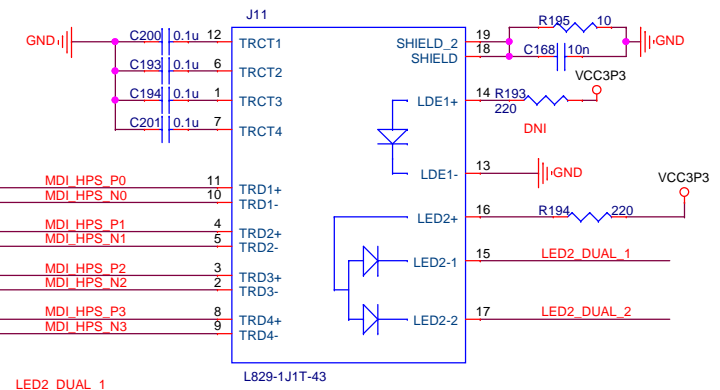 J11
GND
C200 0.1u 12 TRCT1
C193 0.1u 6 TRCT2
C194 0.1u 1 TRCT3
C201 0.1u 7 TRCT4
MDI_HPS_P0 11 TRD1+
MDI_HPS_N0 10 TRD1-
MDI_HPS_P1 4 TRD2+
MDI_HPS_N1 5 TRD2-
MDI_HPS_P2 3 TRD3+
MDI_HPS_N2 2 TRD3-
MDI_HPS_P3 8 TRD4+
MDI_HPS_N3 9 TRD4-
R195 10
SHIELD_2 19
SHIELD 18
C168 10n
GND
VCC3P3
LDE1+ 14 R193
220
DNI
LDE1- 13 GND
VCC3P3
LED2+ 16 R194 220
LED2-1 15 LED2_DUAL_1
LED2-2 17 LED2_DUAL_2
L829-1J1T-43
LED2_DUAL_1